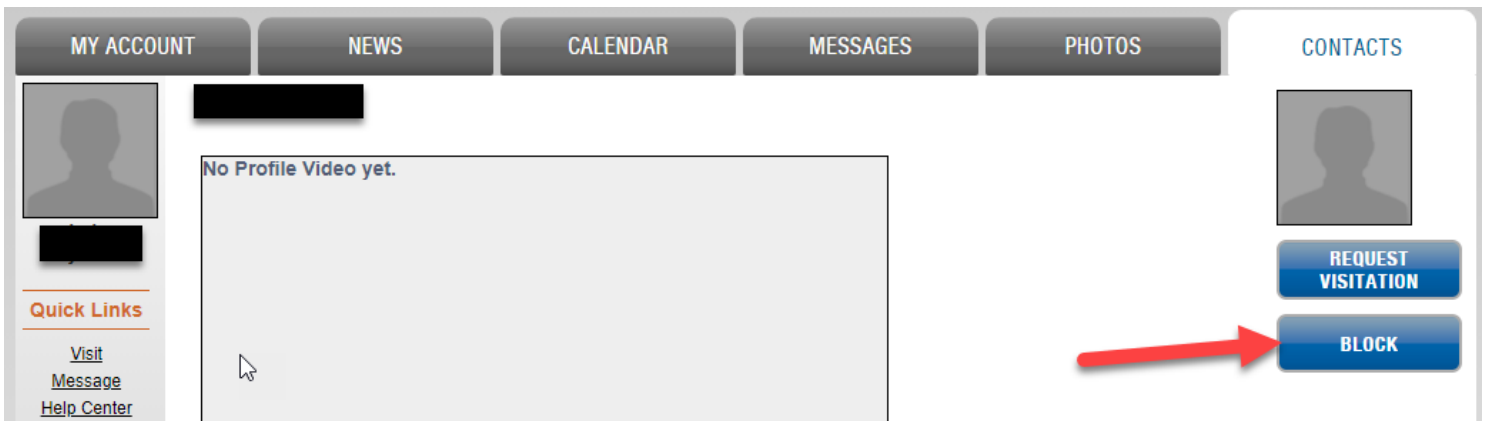 MY ACCOUNT NEWS CALENDAR MESSAGES PHOTOS CONTACTS
No Profile Video yet.
REQUEST
VISITATION
BLOCK
Quick Links
Visit
Message
Help Center